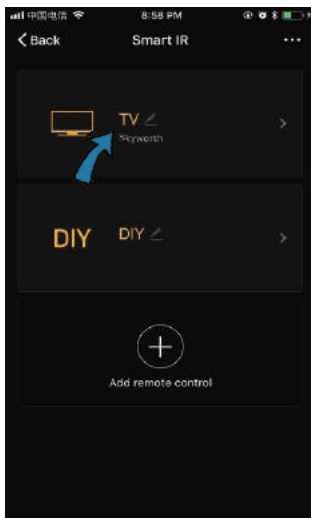 中国电信 8:58 PM
Back Smart IR
TV
Skyworth
DIY DIY
Add remote control